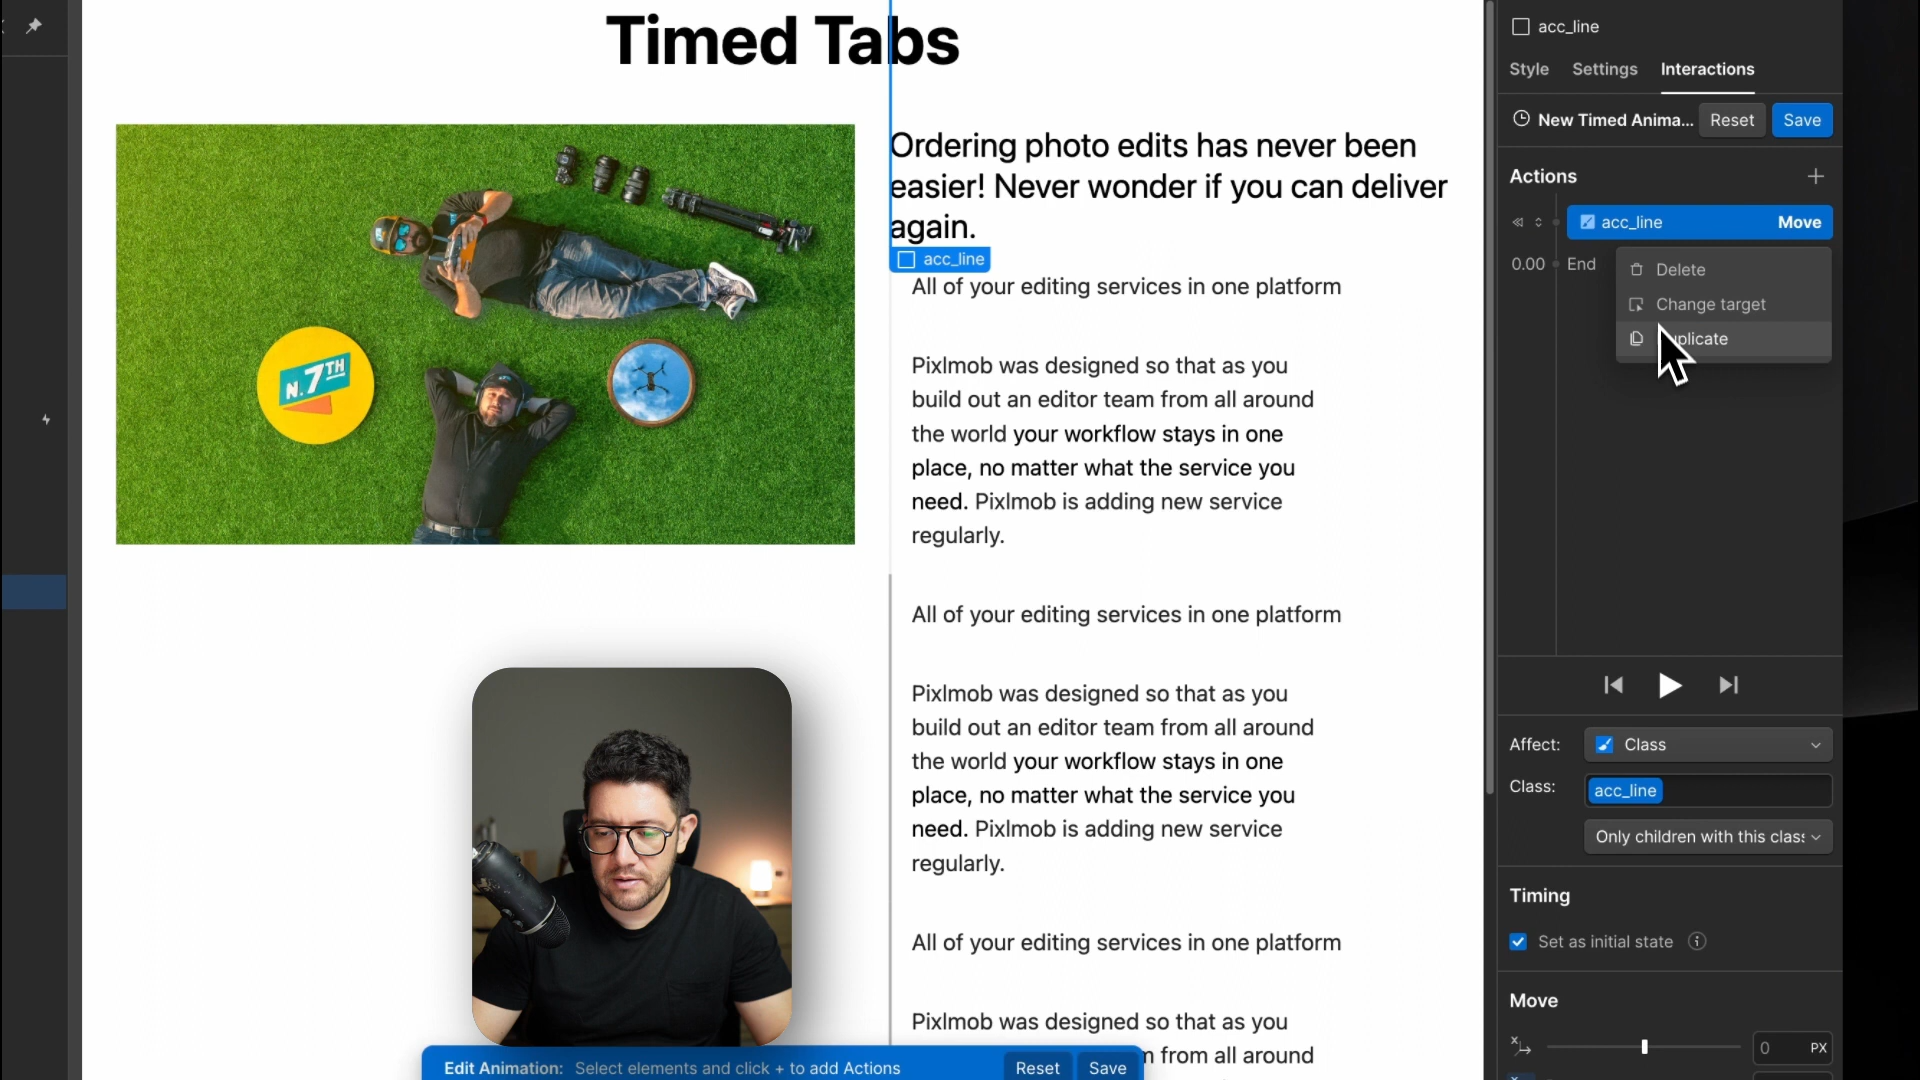 Timed Tabs
N. 7TH
Ordering photo edits has never been
easier! Never wonder if you can deliver
again.
acc_line
All of your editing services in one platform
Pixlmob was designed so that as you
build out an editor team from all around
the world your workflow stays in one
place, no matter what the service you
need. Pixlmob is adding new service
regularly.
All of your editing services in one platform
Pixlmob was designed so that as you
build out an editor team from all around
the world your workflow stays in one
place, no matter what the service you
need. Pixlmob is adding new service
regularly.
All of your editing services in one platform
Pixlmob was designed so that as you
from all around
Edit Animation: Select elements and click + to add Actions Reset Save
acc_line
Style Settings Interactions
New Timed Anima... Reset Save
Actions
acc_line Move
0.00 End
Delete
Change target
plicate
Affect: Class
Class: acc_line
Only children with this class
Timing
Set as initial state
Move
0 PX